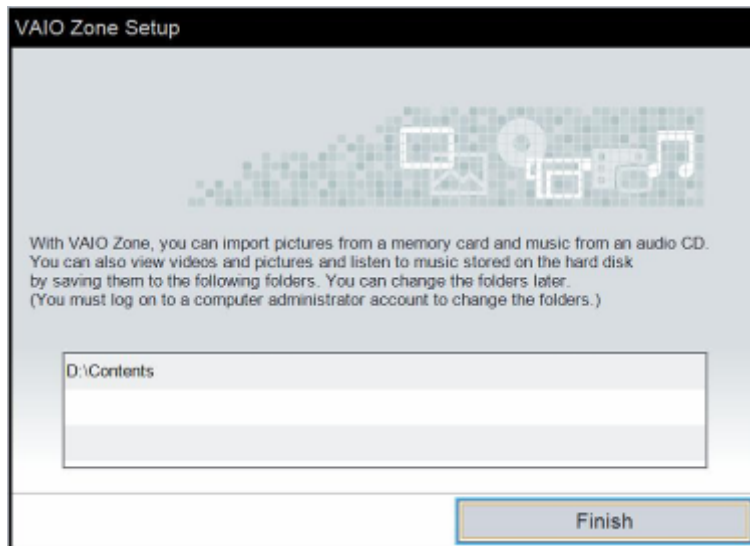 VAIO Zone Setup
With VAIO Zone, you can import pictures from a memory card and music from an audio CD.
You can also view videos and pictures and listen to music stored on the hard disk
by saving them to the following folders. You can change the folders later.
(You must log on to a computer administrator account to change the folders.)
D:\Contents
Finish